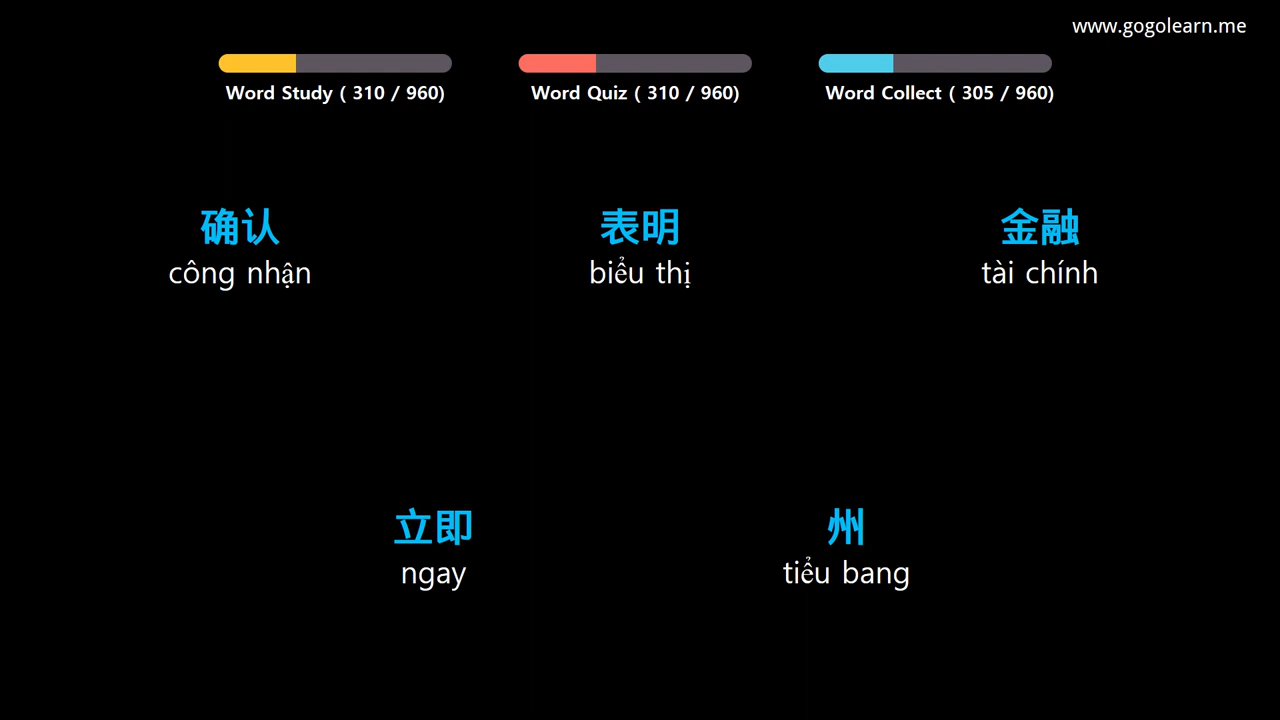 www.gogolearn.me
Word Study ( 310 / 960)
Word Quiz ( 310 / 960)
Word Collect ( 305 / 960)
确认
công nhận
表明
biểu thị
金融
tài chính
立即
ngay
州
tiểu bang